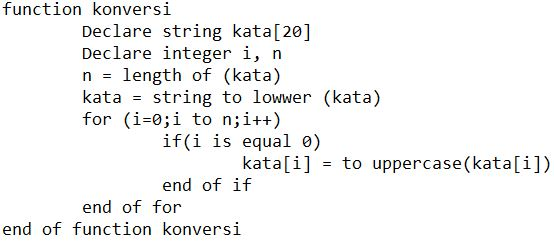 function konversi
Declare string kata[20]
Declare integer i, n
n = length of (kata)
kata = string to lowwer (kata)
for (i=0;i to n;i++)
if(i is equal 0)
kata[i] = to uppercase(kata[i])
end of if
end of for
end of function konversi